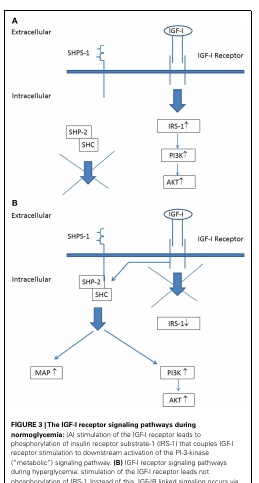 A
Extracellular
IGF-I
SHPS-1
IGF-I Receptor
Intracellular
SHP-2
SHC
IRS-1↑
PI3K↑
AKT↑
B
Extracellular
IGF-I
SHPS-1
IGF-I Receptor
Intracellular
SHP-2
SHC
IRS-1↓
MAP ↑
PI3K ↑
AKT ↑
FIGURE 3 | The IGF-I receptor signaling pathways during
normoglycemia: (A) stimulation of the IGF-I receptor leads to
phosphorylation of insulin receptor substrate-1 (IRS-1) that couples IGF-I
receptor stimulation to downstream activation of the PI-3-kinase
("metabolic") signaling pathway. (B) IGF-I receptor signaling pathways
during hyperglycemia: stimulation of the IGF-I receptor leads not
phosphorylation of IRS-1. Instead of this, IGF-IR linked signaling occurs via